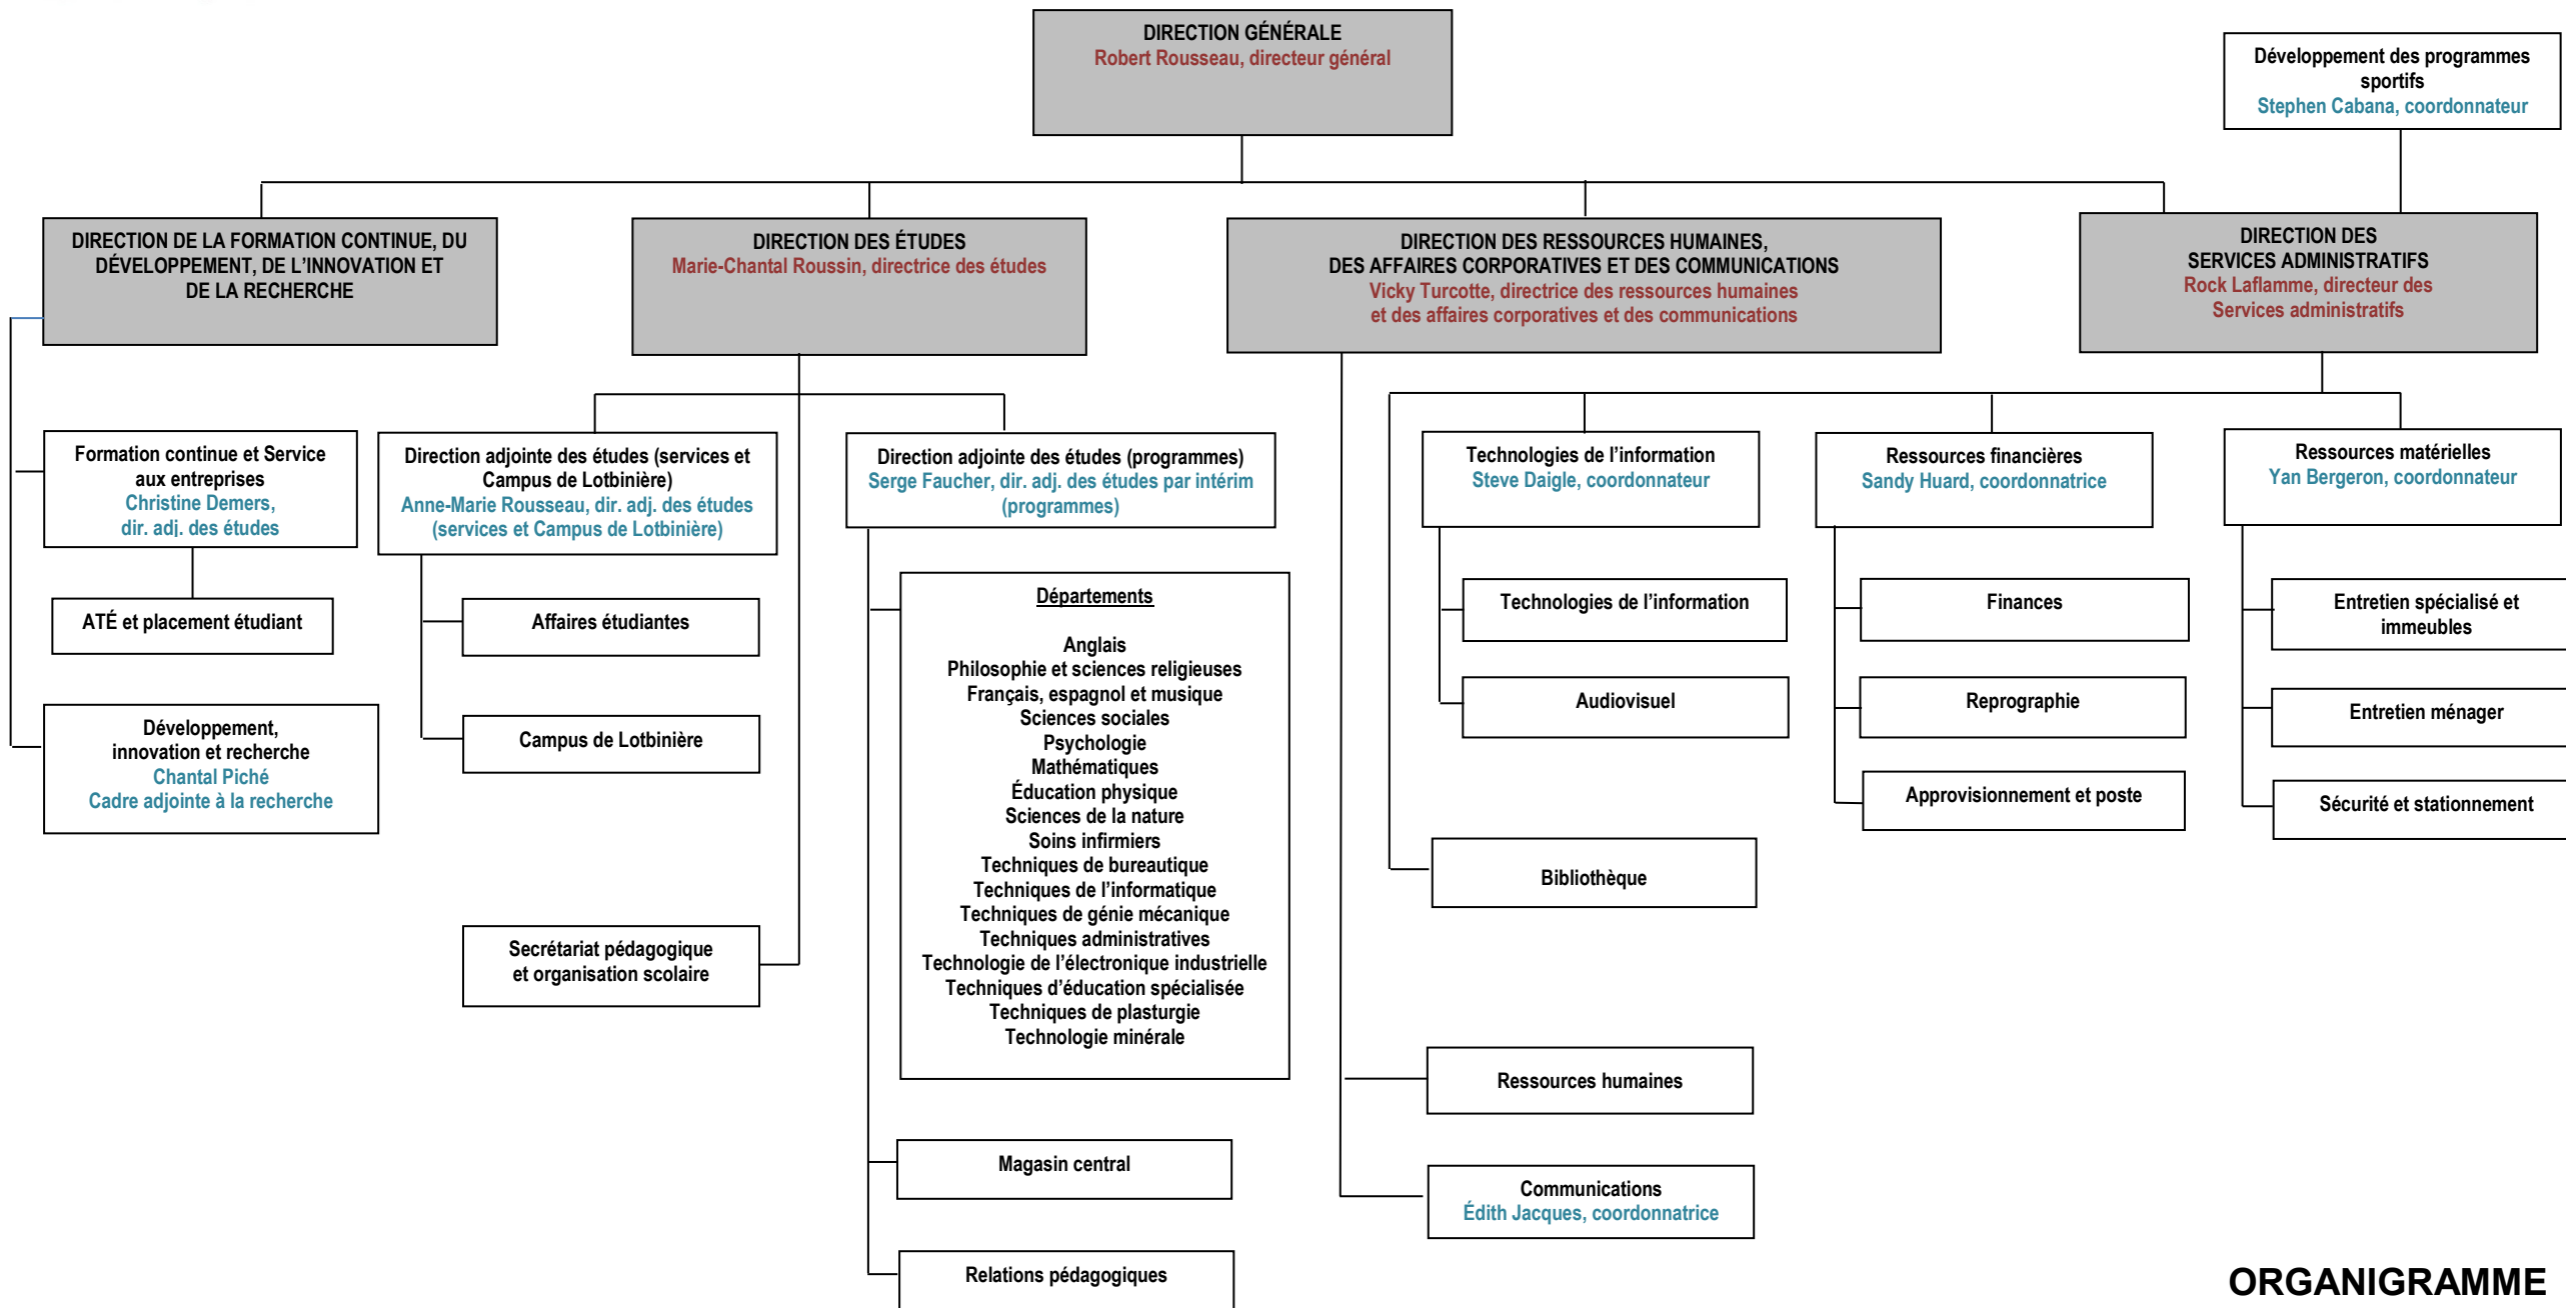 DIRECTION GÉNÉRALE
Robert Rousseau, directeur général
Développement des programmes
sportifs
Stephen Cabana, coordonnateur
DIRECTION DE LA FORMATION CONTINUE, DU
DÉVELOPPEMENT, DE L’INNOVATION ET
DE LA RECHERCHE
DIRECTION DES ÉTUDES
Marie-Chantal Roussin, directrice des études
DIRECTION DES RESSOURCES HUMAINES,
DES AFFAIRES CORPORATIVES ET DES COMMUNICATIONS
Vicky Turcotte, directrice des ressources humaines
et des affaires corporatives et des communications
DIRECTION DES
SERVICES ADMINISTRATIFS
Rock Laflamme, directeur des
Services administratifs
Formation continue et Service
aux entreprises
Christine Demers,
dir. adj. des études
Direction adjointe des études (services et
Campus de Lotbinière)
Anne-Marie Rousseau, dir. adj. des études
(services et Campus de Lotbinière)
Direction adjointe des études (programmes)
Serge Faucher, dir. adj. des études par intérim
(programmes)
Technologies de l’information
Steve Daigle, coordonnateur
Ressources financières
Sandy Huard, coordonnatrice
Ressources matérielles
Yan Bergeron, coordonnateur
ATÉ et placement étudiant
Affaires étudiantes
Campus de Lotbinière
Développement,
innovation et recherche
Chantal Piché
Cadre adjointe à la recherche
Secrétariat pédagogique
et organisation scolaire
Départements
Anglais
Philosophie et sciences religieuses
Français, espagnol et musique
Sciences sociales
Psychologie
Mathématiques
Éducation physique
Sciences de la nature
Soins infirmiers
Techniques de bureautique
Techniques de l’informatique
Techniques de génie mécanique
Techniques administratives
Technologie de l’électronique industrielle
Techniques d’éducation spécialisée
Techniques de plasturgie
Technologie minérale
Magasin central
Relations pédagogiques
Technologies de l’information
Audiovisuel
Bibliothèque
Finances
Reprographie
Approvisionnement et poste
Entretien spécialisé et
immeubles
Entretien ménager
Sécurité et stationnement
Ressources humaines
Communications
Édith Jacques, coordonnatrice
ORGANIGRAMME